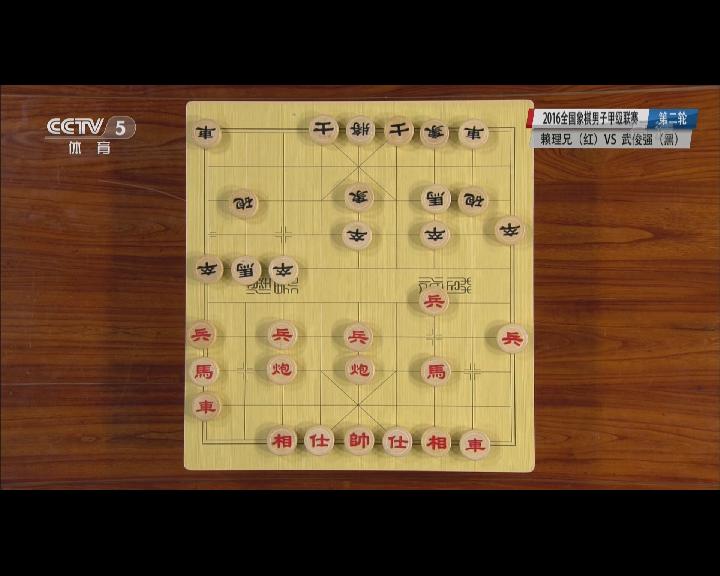 CCTV 5
体育
2016全国象棋男子甲级联赛 第二轮
赖理兄（红）VS 武俊强（黑）
車 士 將 士 象 車
砲 象 馬 砲
卒 卒 卒
卒 馬 卒
兵
兵 兵 兵 兵
馬 炮 炮 馬
車
相 仕 帥 仕 相 車